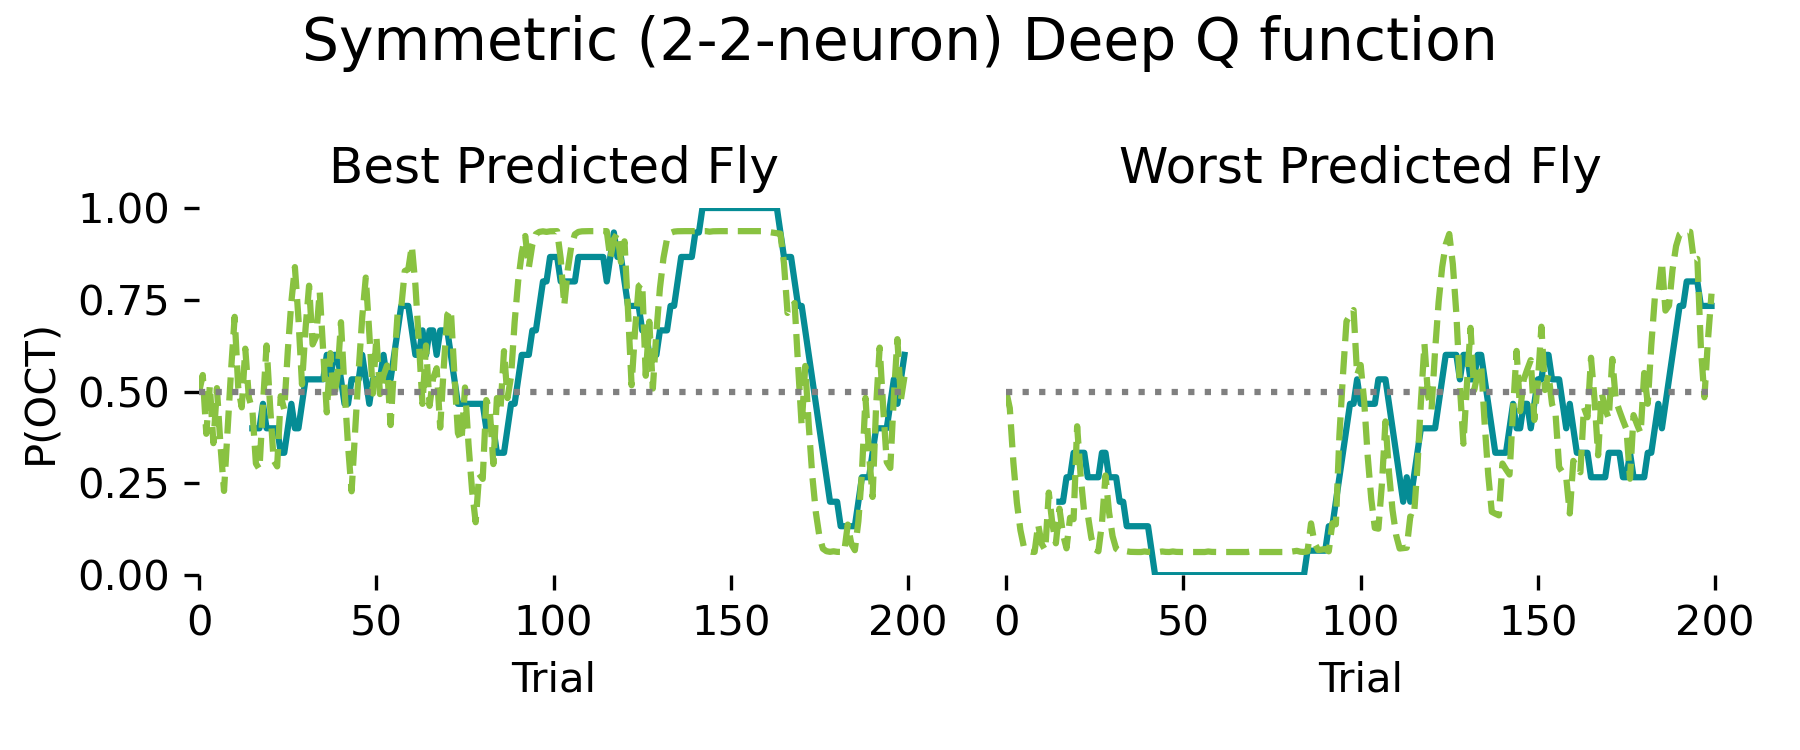 Symmetric (2-2-neuron) Deep Q function
Best Predicted Fly
Worst Predicted Fly
P(OCT)
1.00
0.75
0.50
0.25
0.00
0 50 100 150 200
0 50 100 150 200
Trial
Trial